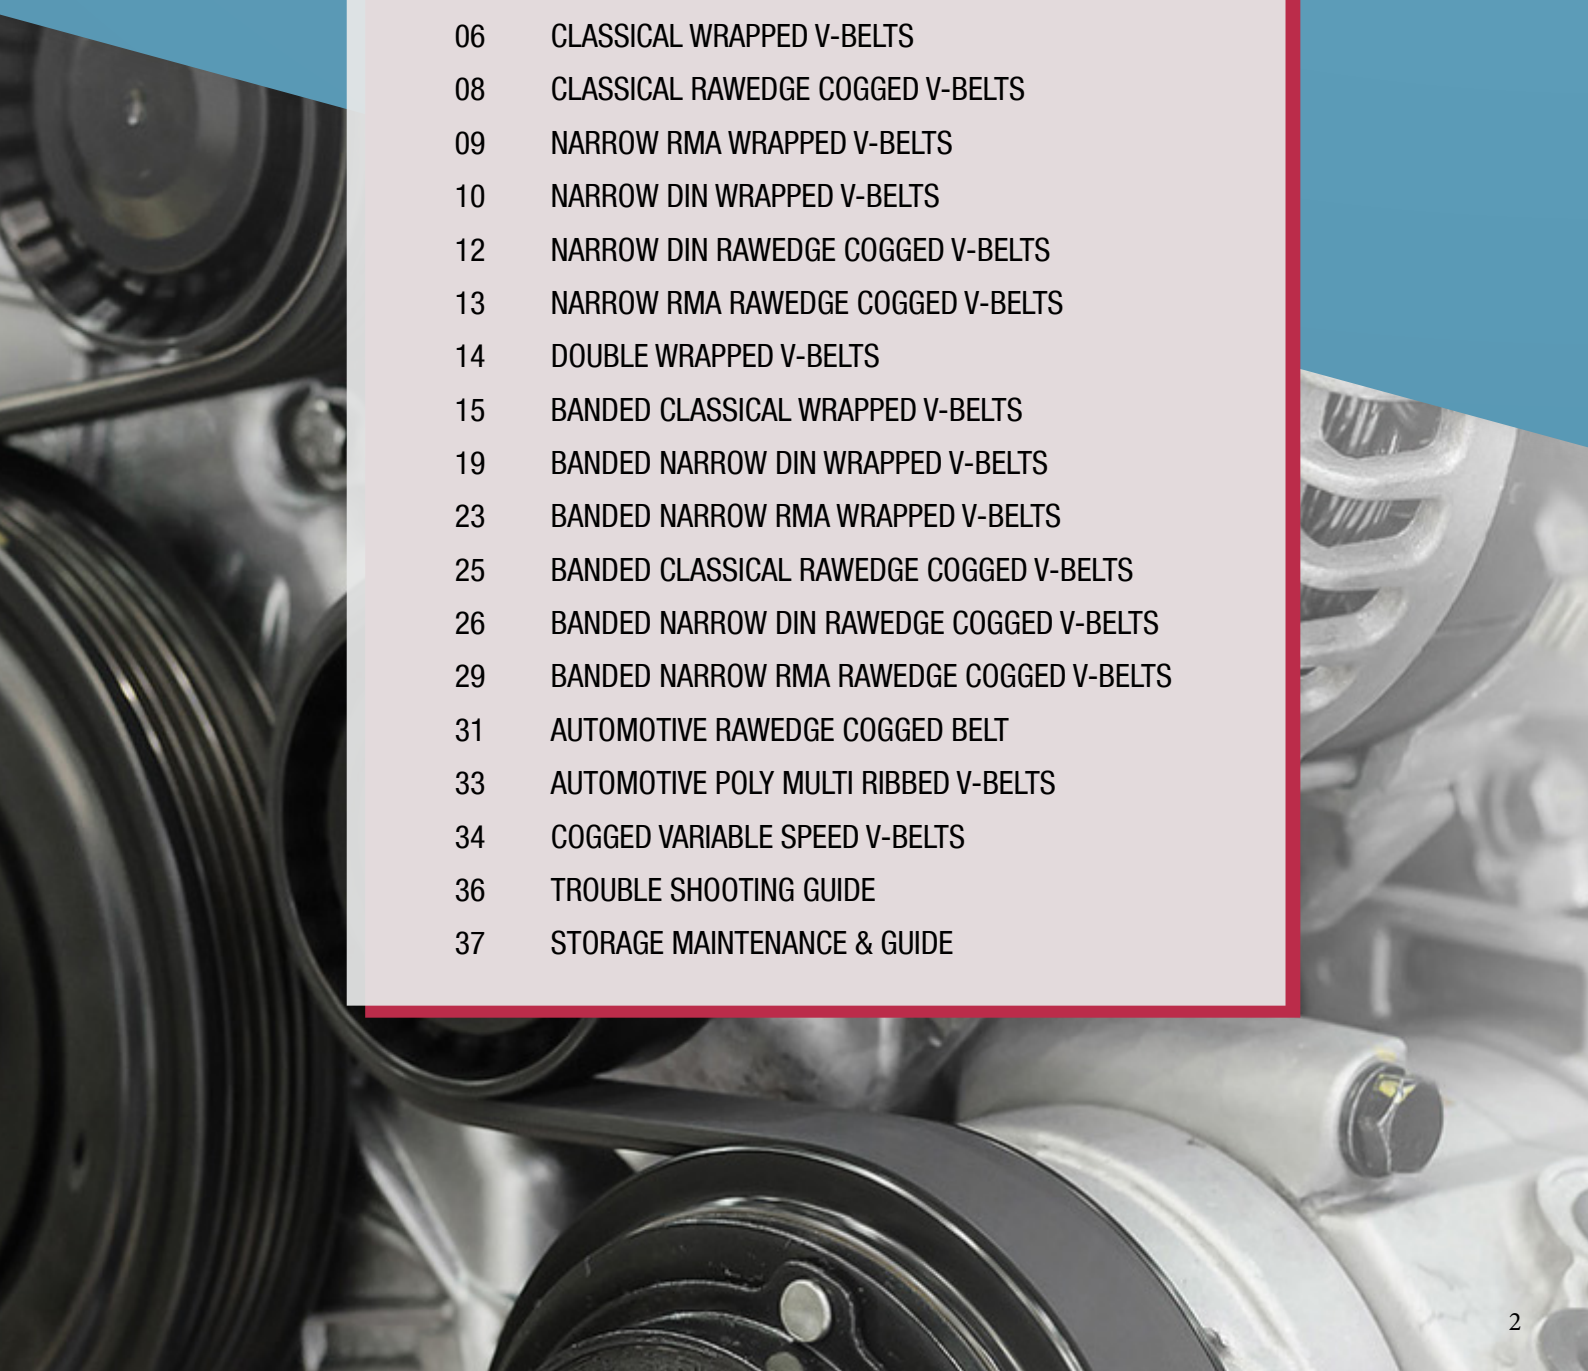 06 CLASSICAL WRAPPED V-BELTS
08 CLASSICAL RAWEDGE COGGED V-BELTS
09 NARROW RMA WRAPPED V-BELTS
10 NARROW DIN WRAPPED V-BELTS
12 NARROW DIN RAWEDGE COGGED V-BELTS
13 NARROW RMA RAWEDGE COGGED V-BELTS
14 DOUBLE WRAPPED V-BELTS
15 BANDED CLASSICAL WRAPPED V-BELTS
19 BANDED NARROW DIN WRAPPED V-BELTS
23 BANDED NARROW RMA WRAPPED V-BELTS
25 BANDED CLASSICAL RAWEDGE COGGED V-BELTS
26 BANDED NARROW DIN RAWEDGE COGGED V-BELTS
29 BANDED NARROW RMA RAWEDGE COGGED V-BELTS
31 AUTOMOTIVE RAWEDGE COGGED BELT
33 AUTOMOTIVE POLY MULTI RIBBED V-BELTS
34 COGGED VARIABLE SPEED V-BELTS
36 TROUBLE SHOOTING GUIDE
37 STORAGE MAINTENANCE & GUIDE
2